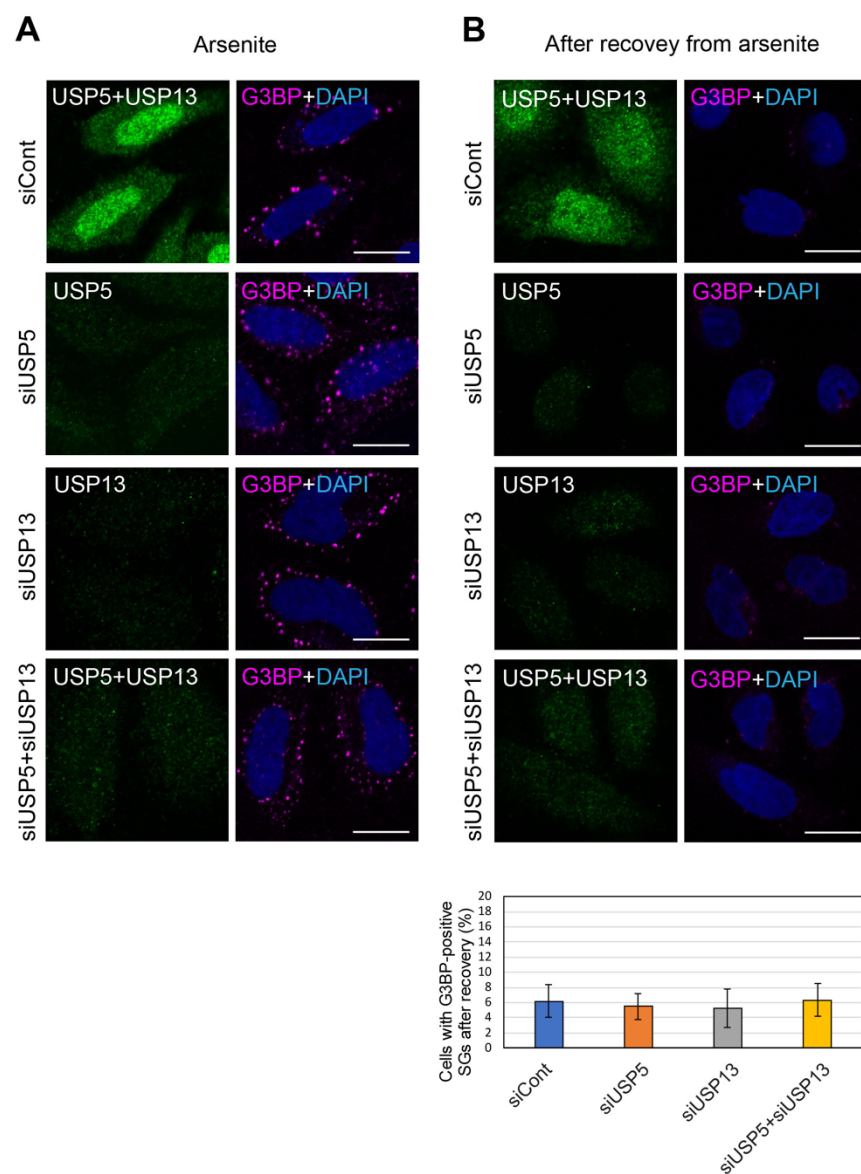 A
Arsenite
B
After recovey from arsenite
siCont
USP5+USP13
G3BP+DAPI
USP5+USP13
G3BP+DAPI
siUSP5
USP5
G3BP+DAPI
USP5
G3BP+DAPI
siUSP13
USP13
G3BP+DAPI
USP13
G3BP+DAPI
siUSP5+siUSP13
USP5+USP13
G3BP+DAPI
USP5+USP13
G3BP+DAPI
siCont
siUSP5
siUSP13
siUSP5+siUSP13
Cells with G3BP-positive
SGs after recovery (%)
20
18
16
14
12
10
8
6
4
2
0
siCont
siUSP5
siUSP13
siUSP5+siUSP13